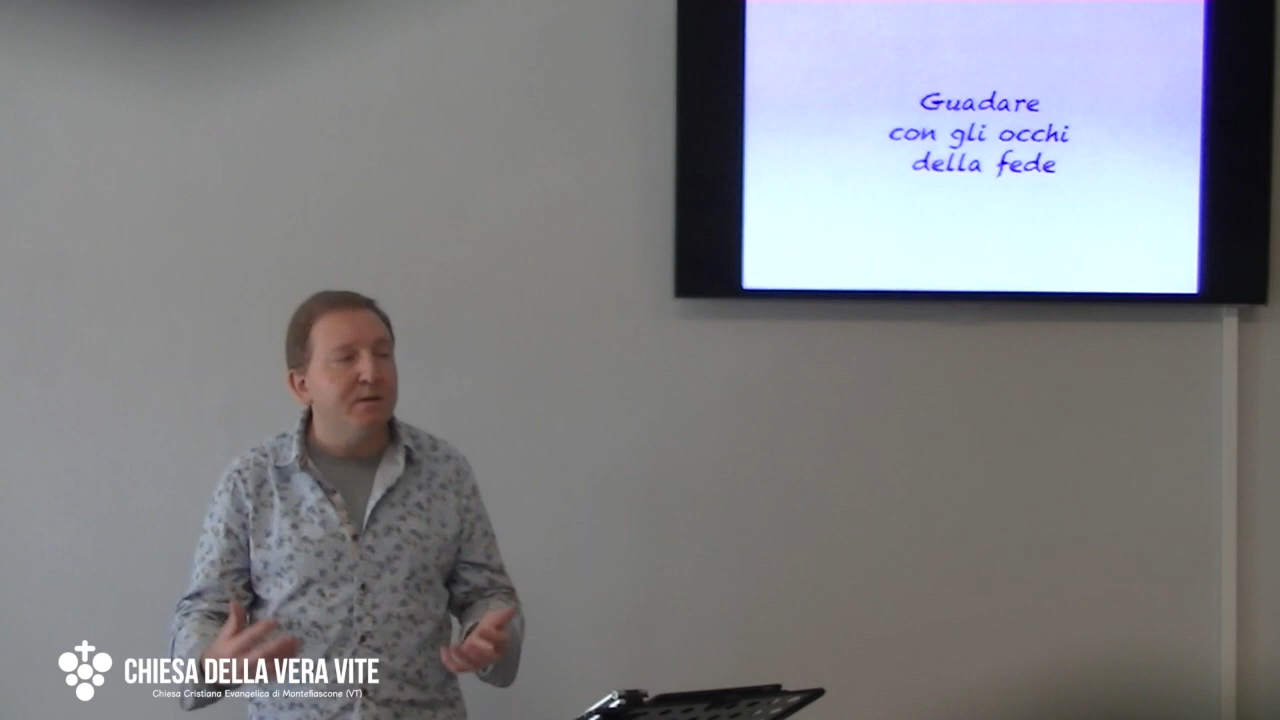 Guadare
con gli occhi
della fede
CHIESA DELLA VERA VITE
Chiesa Cristiana Evangelica di Montefiascone (VT)